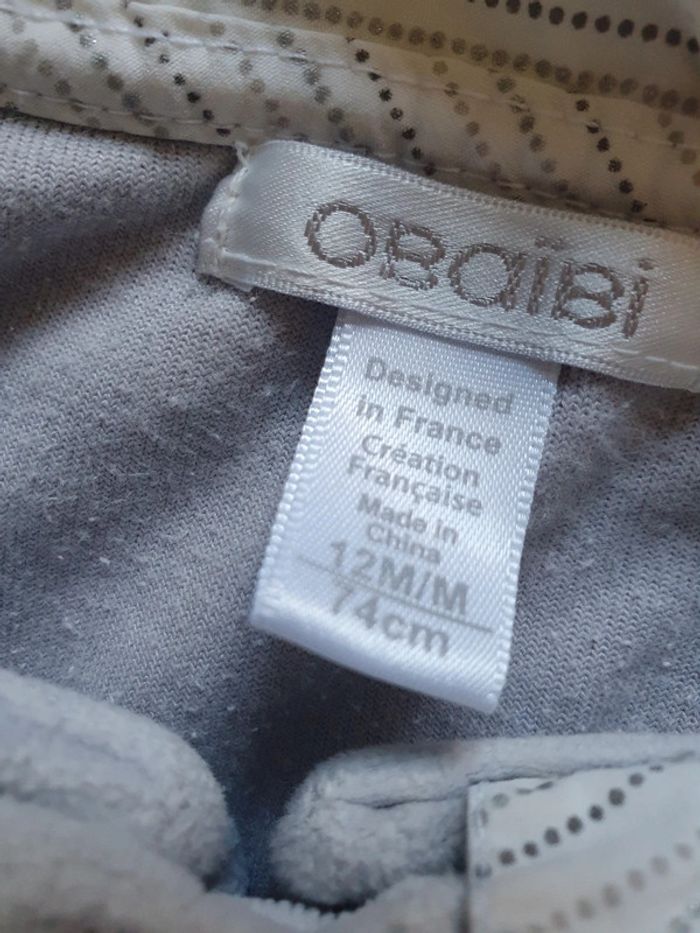 OBaïBi
Designed
in France
Création
Française
Made in
China
12M/M
74cm